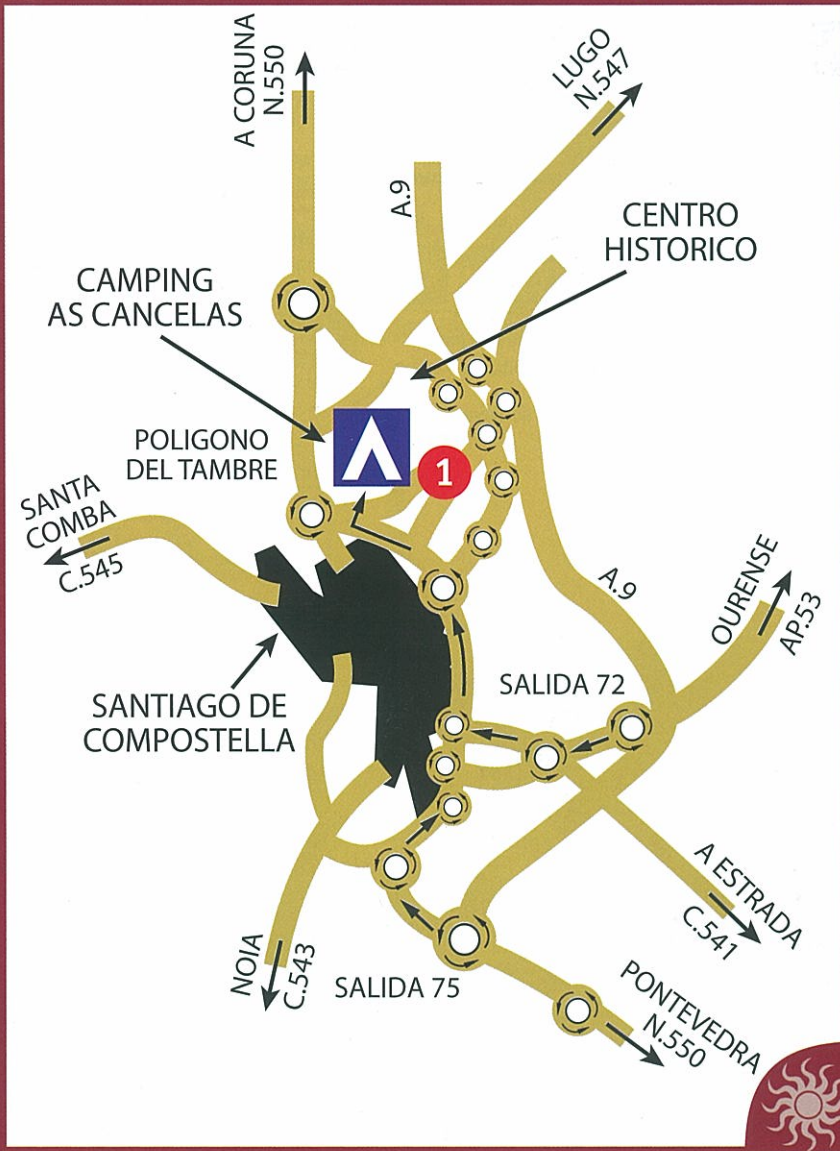 A CORUNA
N.550
LUGO
N.547
A.9
CENTRO
HISTORICO
CAMPING
AS CANCELAS
POLIGONO
DEL TAMBRE
1
SANTA
COMBA
C.545
A.9
OURENSE
AP.53
SALIDA 72
SANTIAGO DE
COMPOSTELLA
A ESTRADA
C.541
NOIA
C.543
SALIDA 75
PONTEVEDRA
N.550